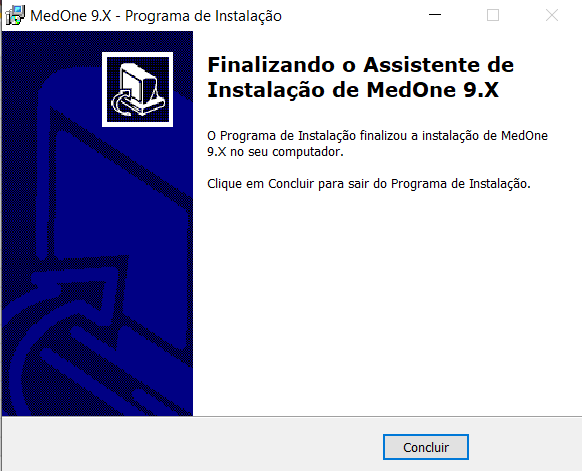 MedOne 9.X - Programa de Instalação
Finalizando o Assistente de
Instalação de MedOne 9.X
O Programa de Instalação finalizou a instalação de MedOne
9.X no seu computador.
Clique em Concluir para sair do Programa de Instalação.
Concluir